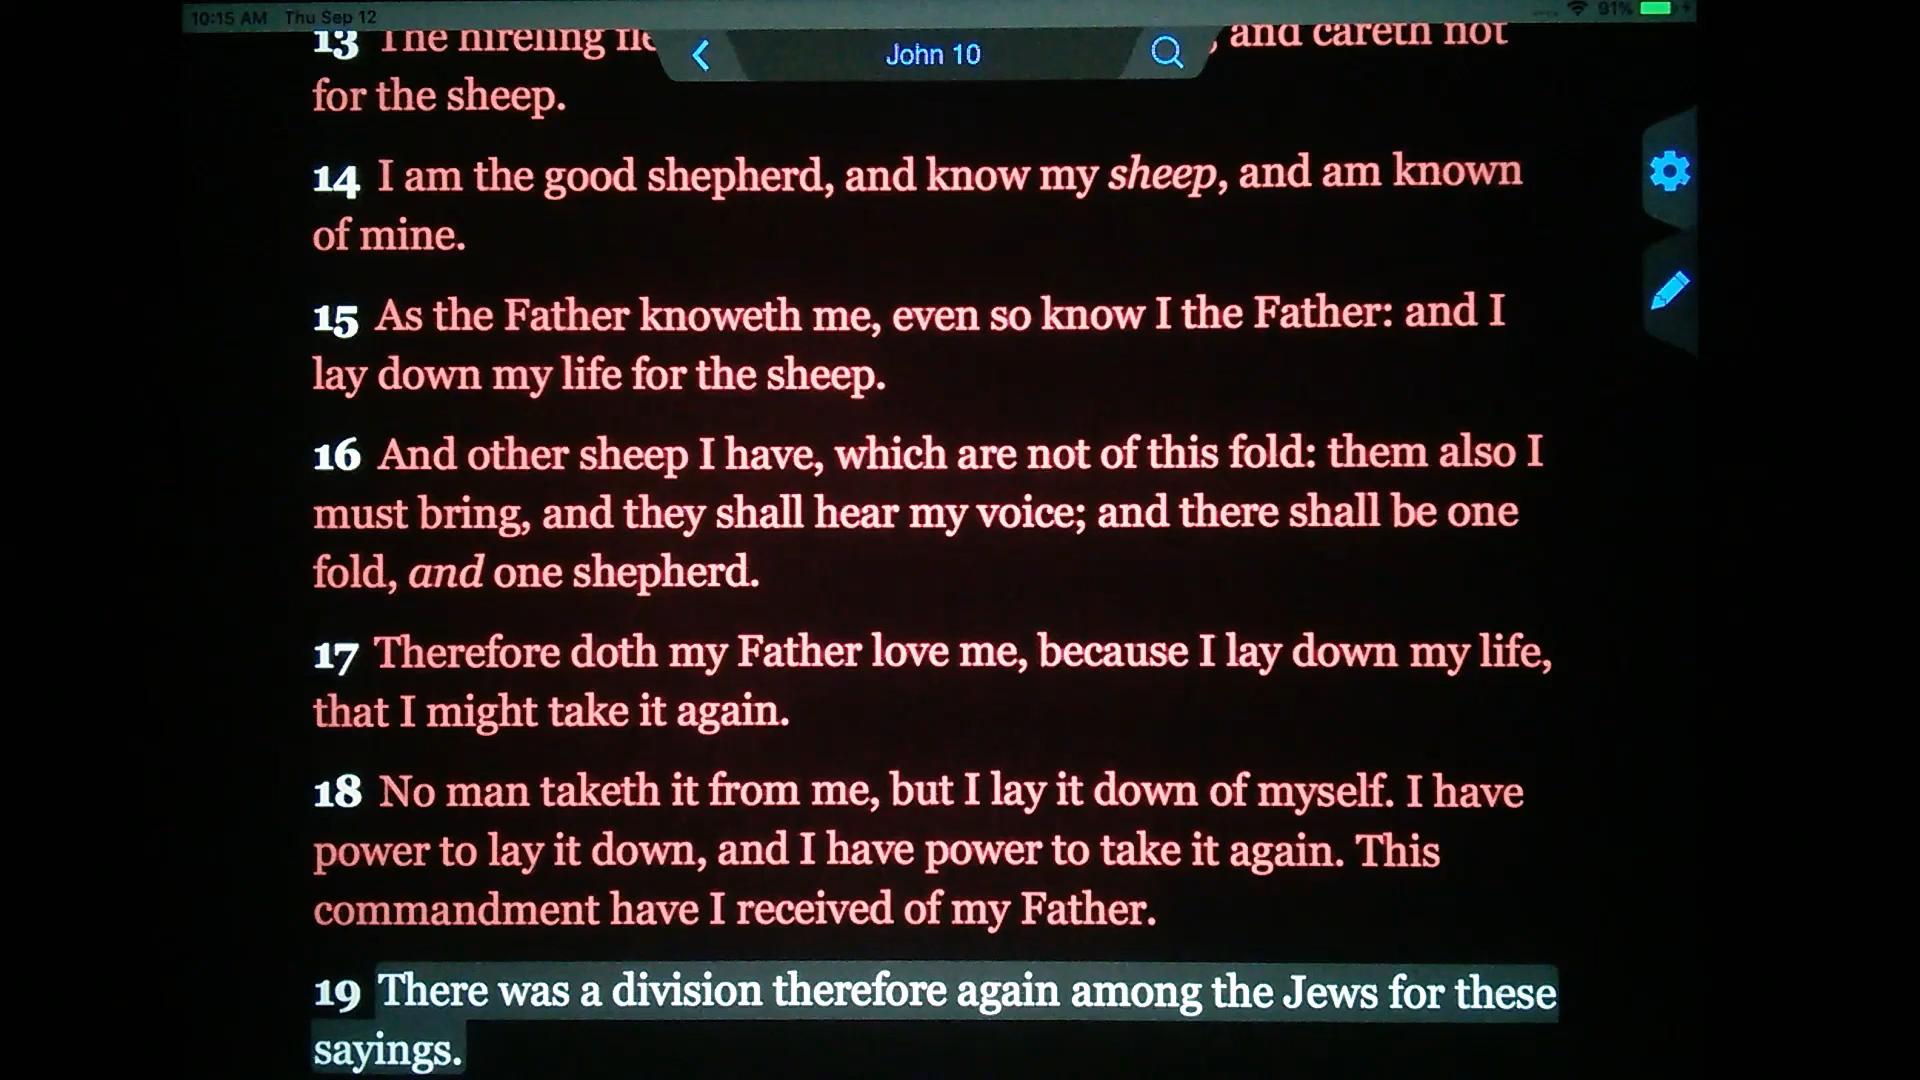 10:15 AM Thu Sep 12
91%
John 10
13 The hireling and careth not
for the sheep.
14 I am the good shepherd, and know my sheep, and am known
of mine.
15 As the Father knoweth me, even so know I the Father: and I
lay down my life for the sheep.
16 And other sheep I have, which are not of this fold: them also I
must bring, and they shall hear my voice; and there shall be one
fold, and one shepherd.
17 Therefore doth my Father love me, because I lay down my life,
that I might take it again.
18 No man taketh it from me, but I lay it down of myself. I have
power to lay it down, and I have power to take it again. This
commandment have I received of my Father.
19 There was a division therefore again among the Jews for these
sayings.